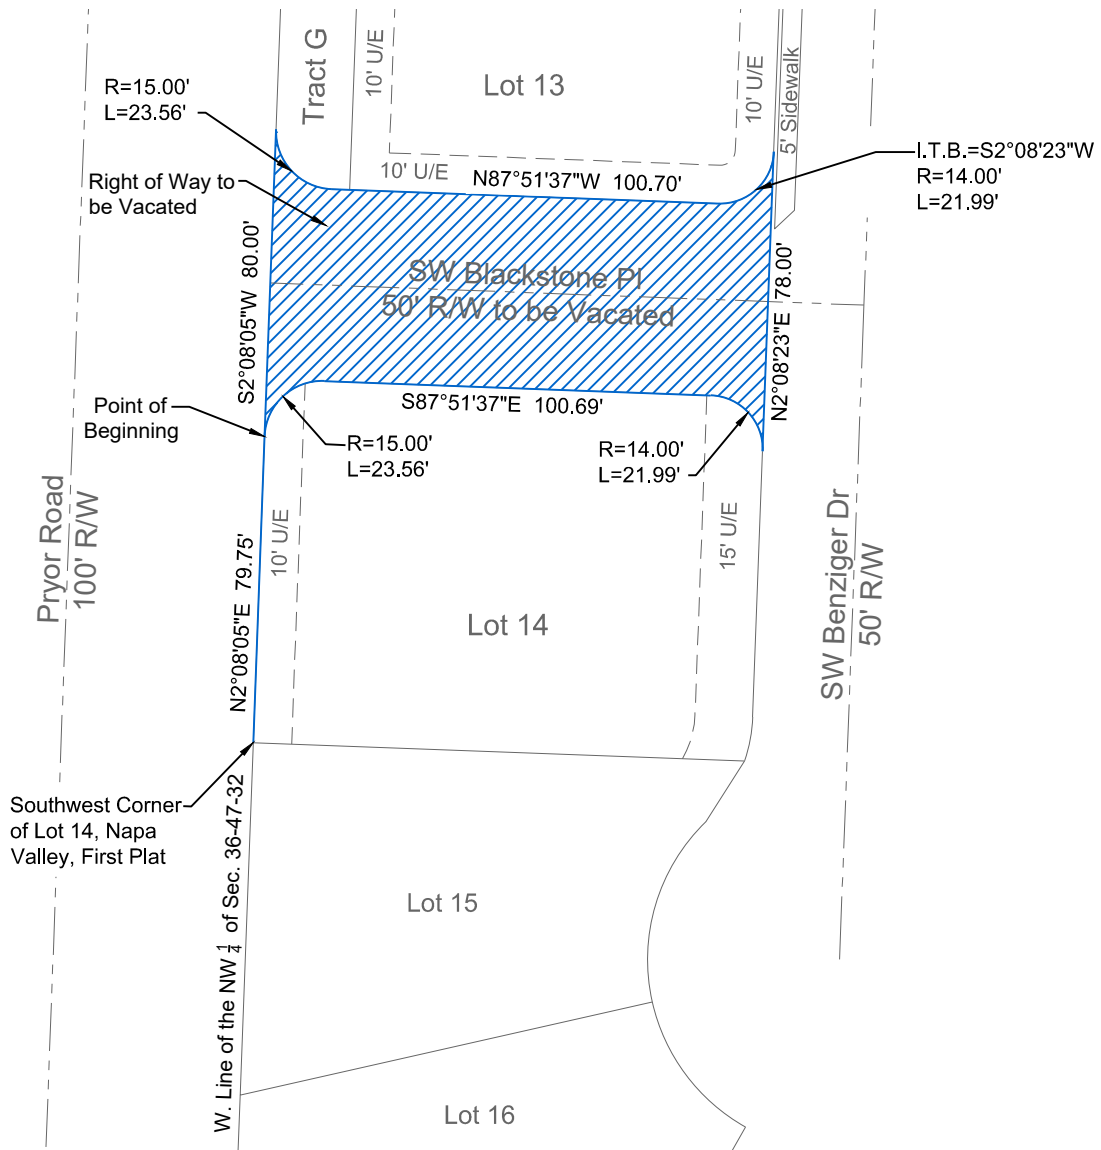 Tract G
10' U/E
Lot 13
10' U/E
5' Sidewalk
R=15.00'
L=23.56'
I.T.B.=S2°08'23"W
R=14.00'
L=21.99'
10' U/E
N87°51'37"W 100.70'
Right of Way to
be Vacated
S2°08'05"W 80.00'
SW Blackstone Pl
50' R/W to be Vacated
N2°08'23"E 78.00'
S87°51'37"E 100.69'
Point of
Beginning
R=15.00'
L=23.56'
R=14.00'
L=21.99'
Pryor Road
100' R/W
N2°08'05"E 79.75'
10' U/E
15' U/E
Lot 14
SW Benziger Dr
50' R/W
Southwest Corner
of Lot 14, Napa
Valley, First Plat
W. Line of the NW 1/4 of Sec. 36-47-32
Lot 15
Lot 16